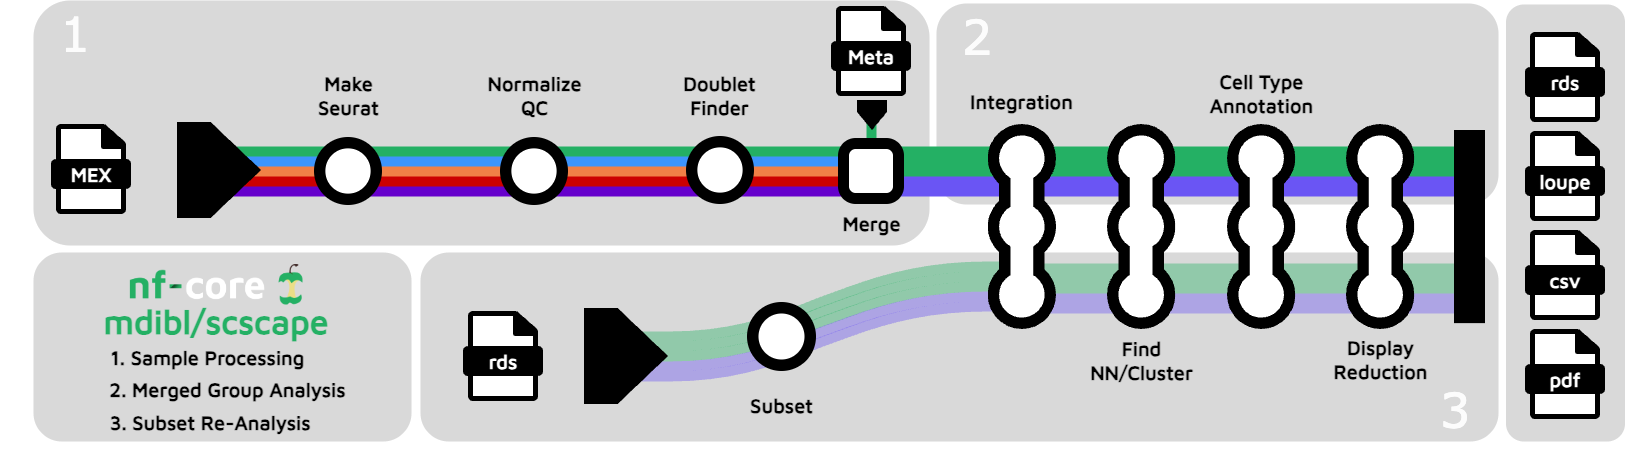 1
MEX
Make
Seurat
Normalize
QC
Doublet
Finder
Meta
Merge
2
Integration
Cell Type
Annotation
Find
NN/Cluster
Display
Reduction
3
rds
Subset
nf-core
mdibl/scscape
1. Sample Processing
2. Merged Group Analysis
3. Subset Re-Analysis
rds
loupe
csv
pdf